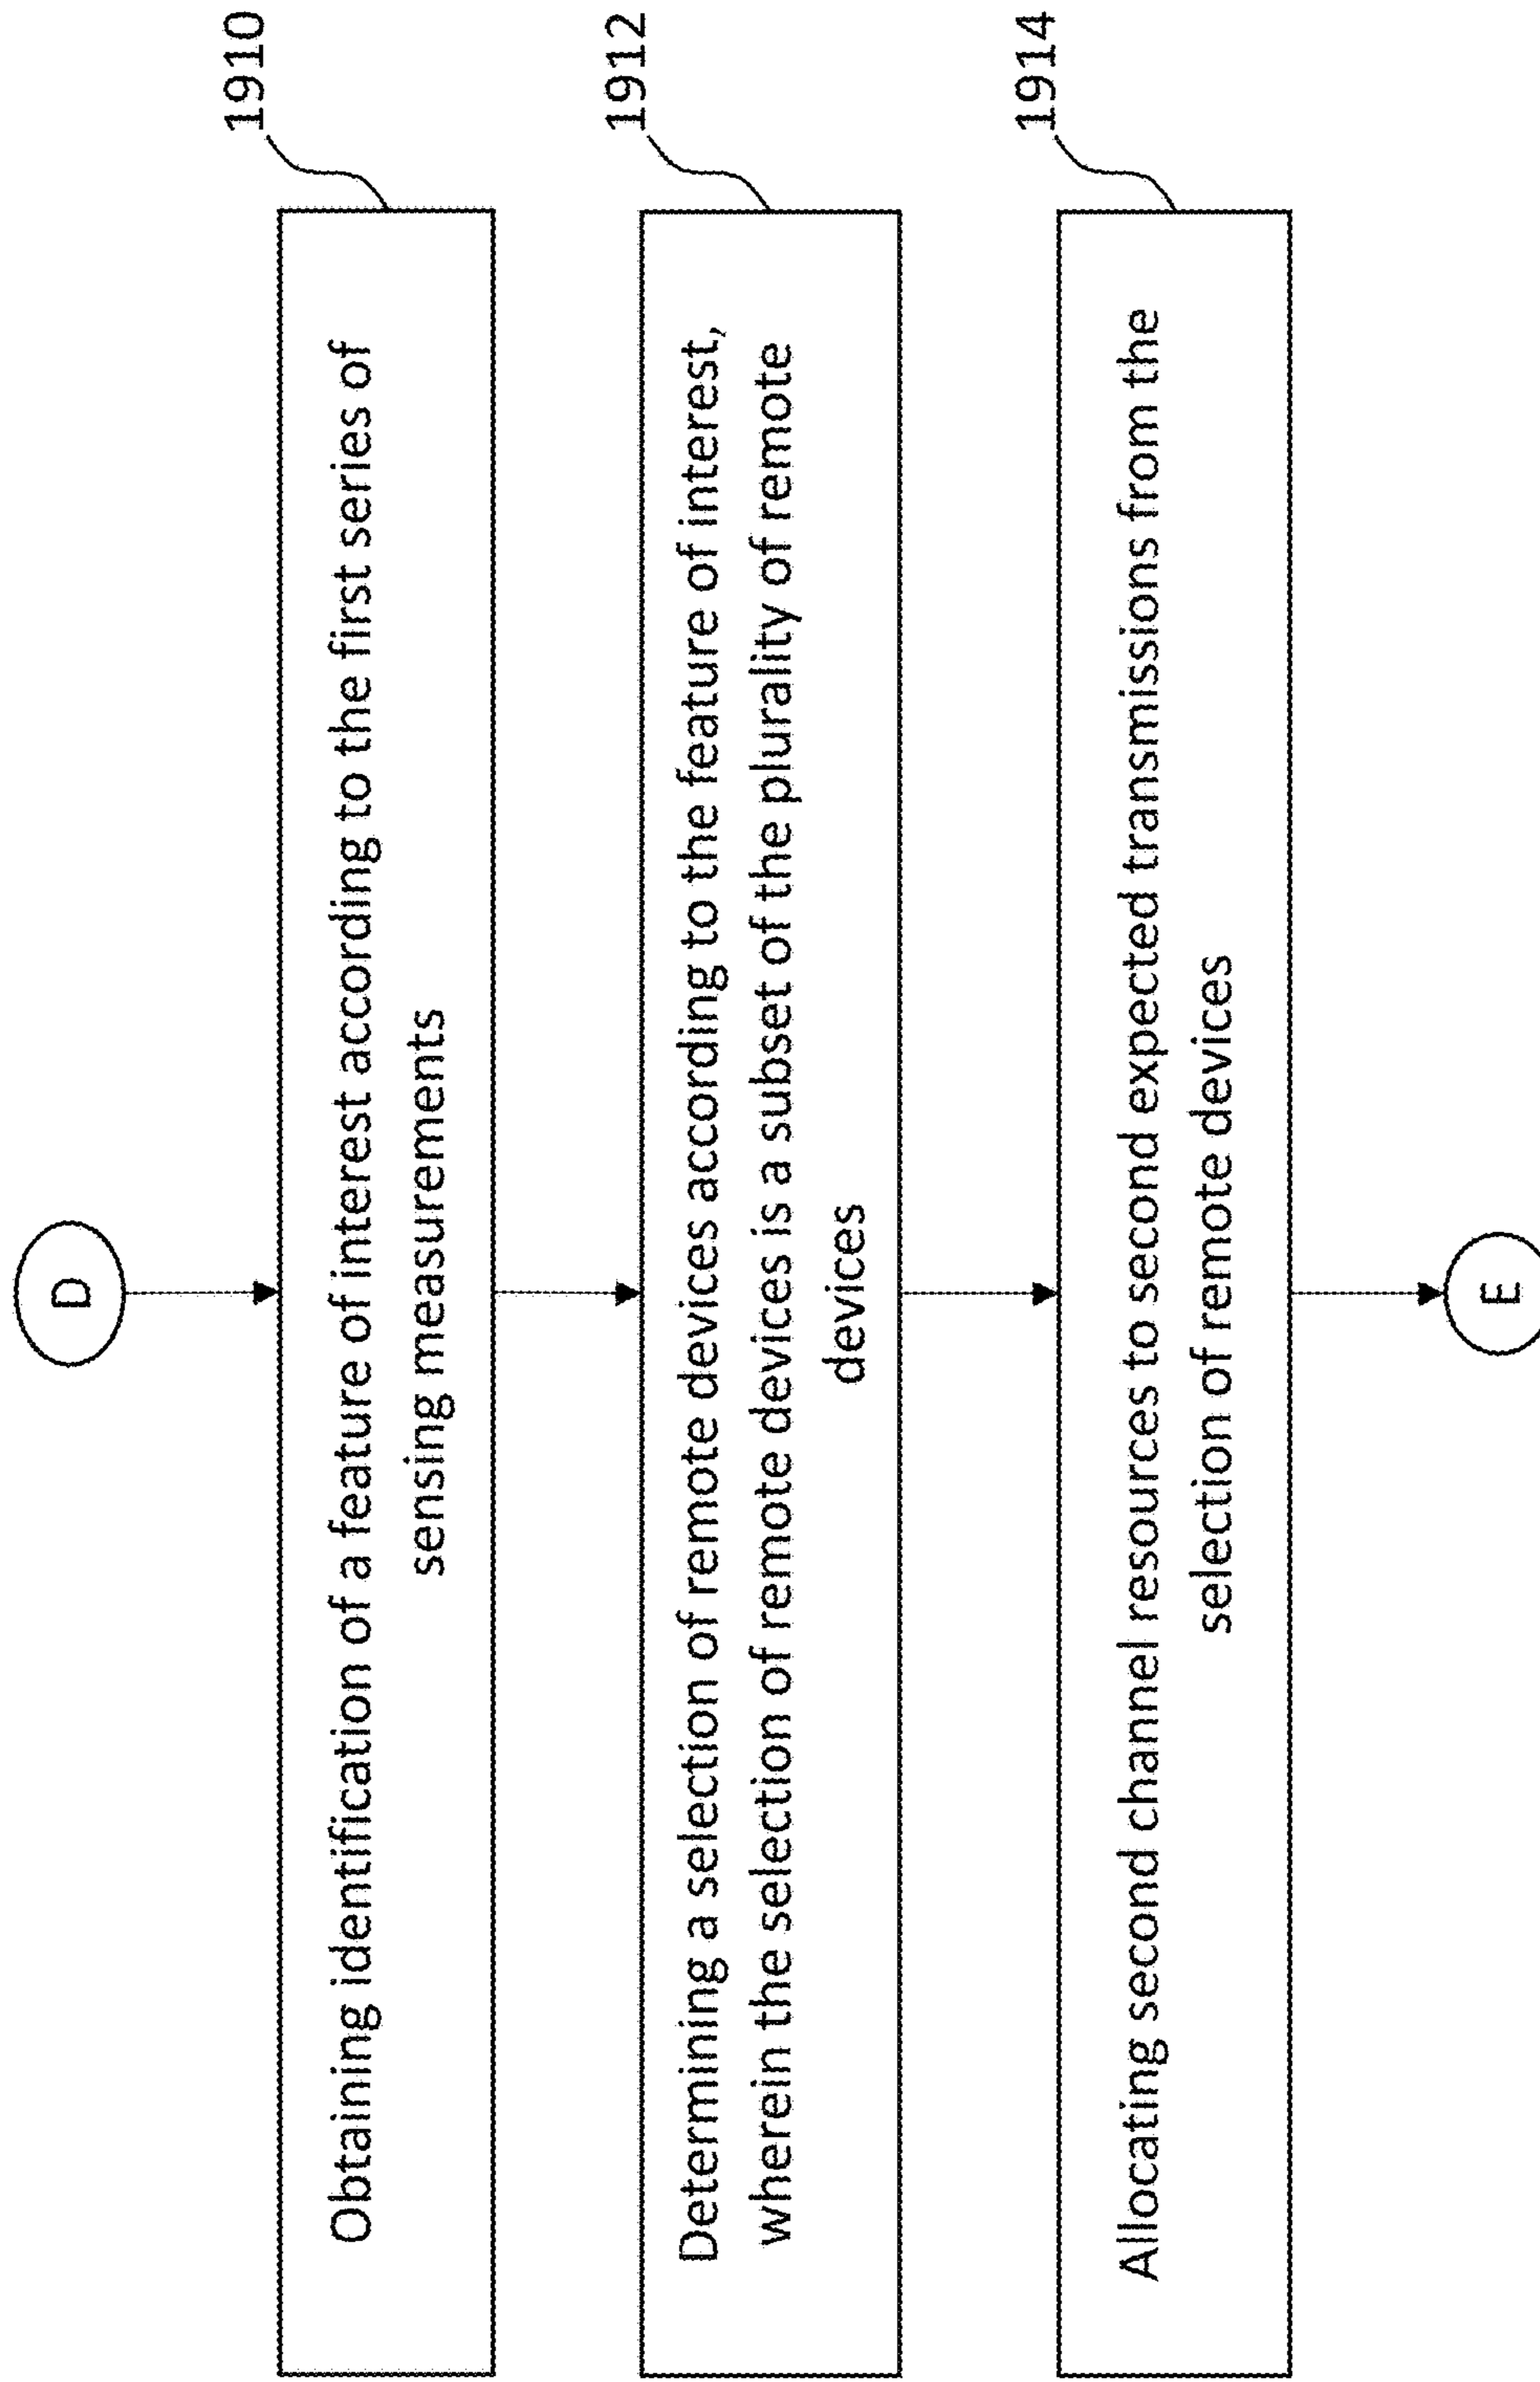 D
1910
Obtaining identification of a feature of interest according to the first series of
sensing measurements
1912
Determining a selection of remote devices according to the feature of interest,
wherein the selection of remote devices is a subset of the plurality of remote
devices
1914
Allocating second channel resources to second expected transmissions from the
selection of remote devices
E